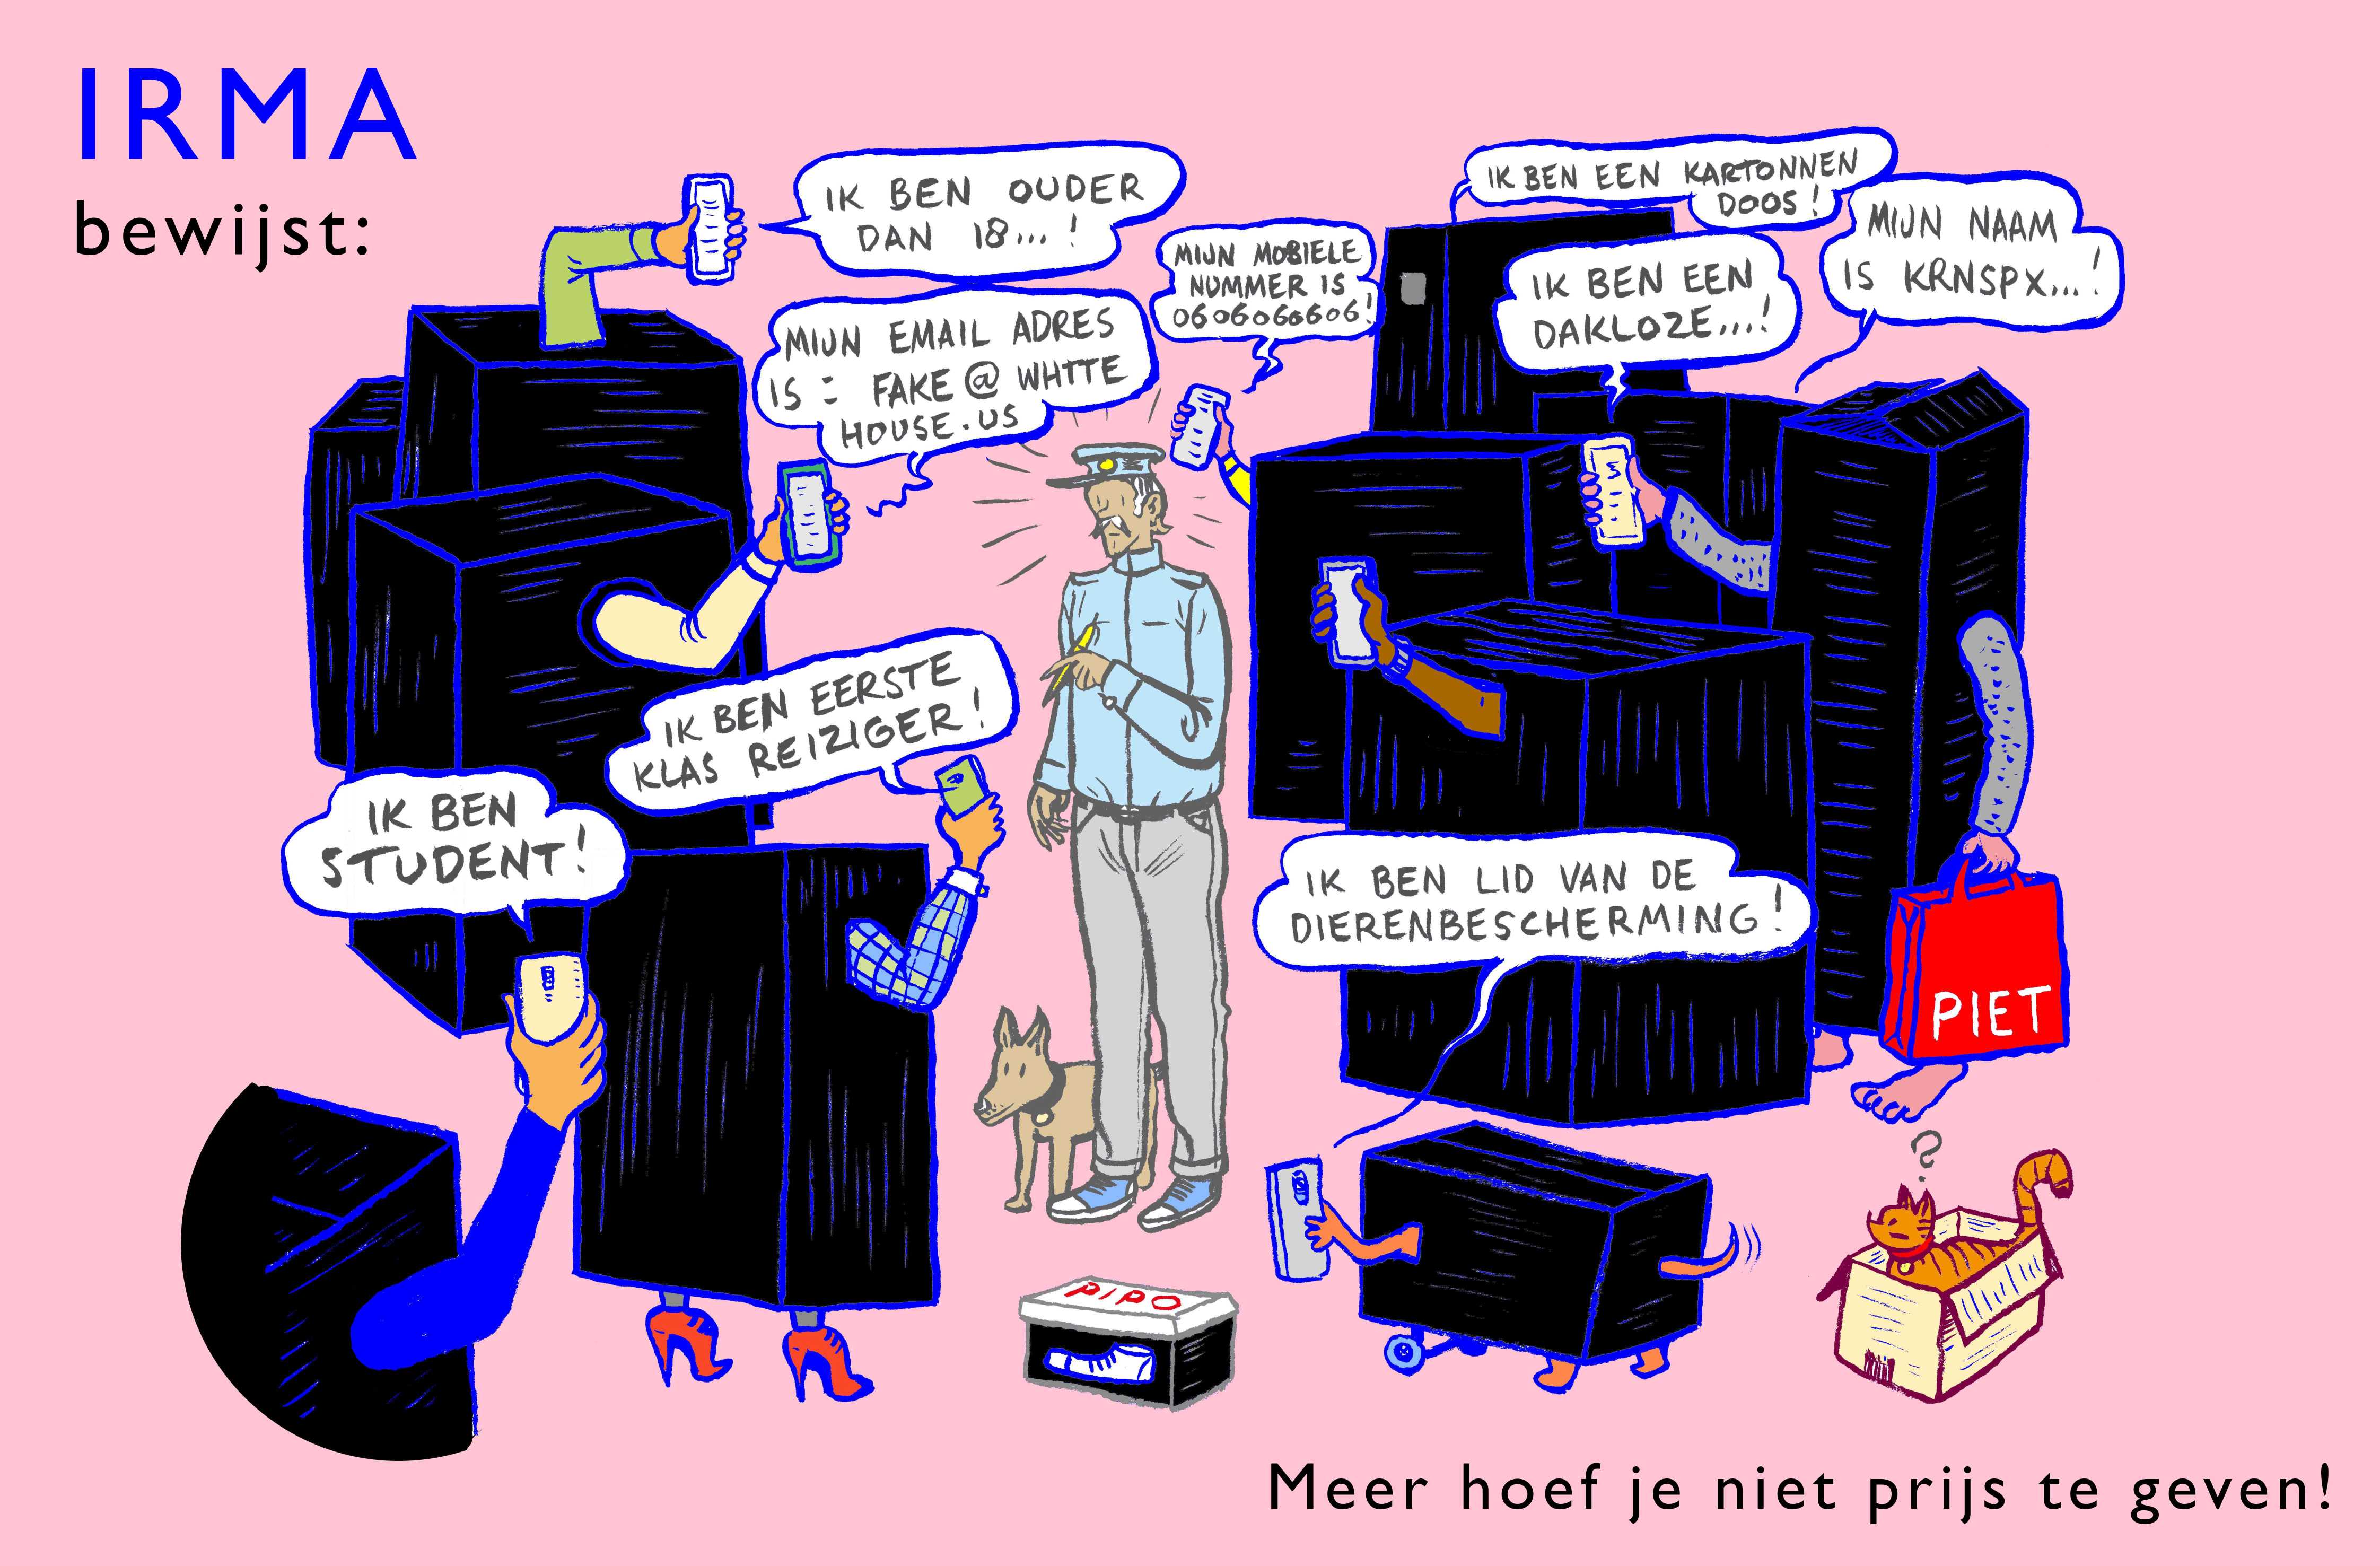 IRMA
bewijst:
IK BEN OUDER
DAN 18...!
MIJN EMAIL ADRES
IS : FAKE @ WHTTE
HOUSE.US
MIJN MOBIELE
NUMMER IS
0606060606!
IK BEN EEN KARTONNEN
DOOS!
MIJN NAAM
IS KRNSPX...!
IK BEN EEN
DAKLOZE...!
IK BEN EERSTE
KLAS REIZIGER!
IK BEN
STUDENT!
IK BEN LID VAN DE
DIERENBESCHERMING!
PIET
?
PIPO
Meer hoef je niet prijs te geven!